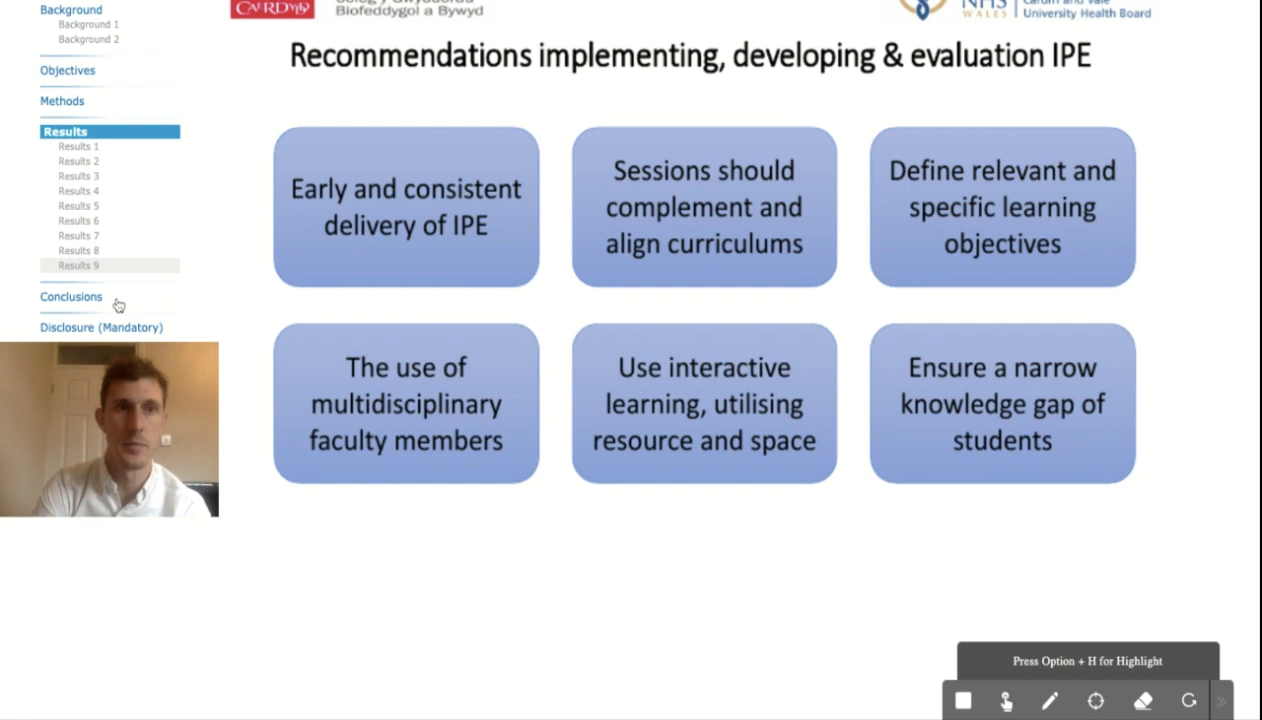 Background
Background 1
Background 2
Objectives
Methods
Results
Results 1
Results 2
Results 3
Results 4
Results 5
Results 6
Results 7
Results 8
Results 9
Conclusions
Disclosure (Mandatory)
CAERDYDD
Biofeddygol a Bywyd
NHS
WALES
University Health Board
Recommendations implementing, developing & evaluation IPE
Early and consistent
delivery of IPE
Sessions should
complement and
align curriculums
Define relevant and
specific learning
objectives
The use of
multidisciplinary
faculty members
Use interactive
learning, utilising
resource and space
Ensure a narrow
knowledge gap of
students
Press Option + H for Highlight